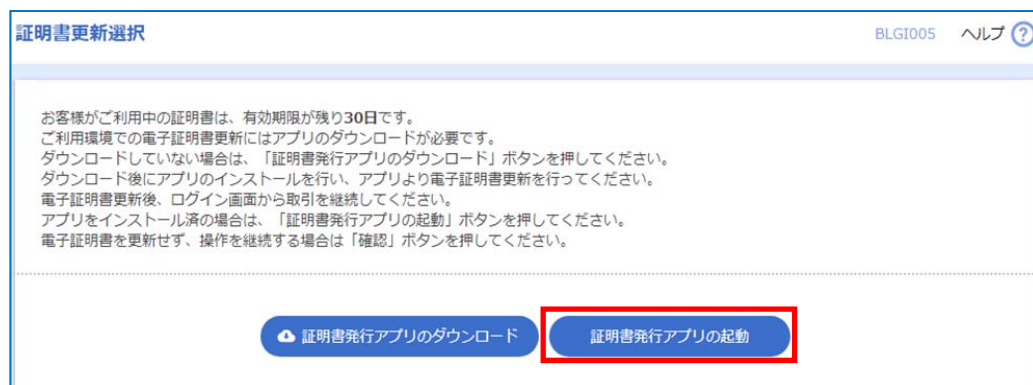 証明書更新選択
BLGI005 ヘルプ ?
お客様がご利用中の証明書は、有効期限が残り30日です。
ご利用環境での電子証明書更新にはアプリのダウンロードが必要です。
ダウンロードしていない場合は、「証明書発行アプリのダウンロード」ボタンを押してください。
ダウンロード後にアプリのインストールを行い、アプリより電子証明書更新を行ってください。
電子証明書更新後、ログイン画面から取引を継続してください。
アプリをインストール済の場合は、「証明書発行アプリの起動」ボタンを押してください。
電子証明書を更新せず、操作を継続する場合は「確認」ボタンを押してください。
証明書発行アプリのダウンロード
証明書発行アプリの起動